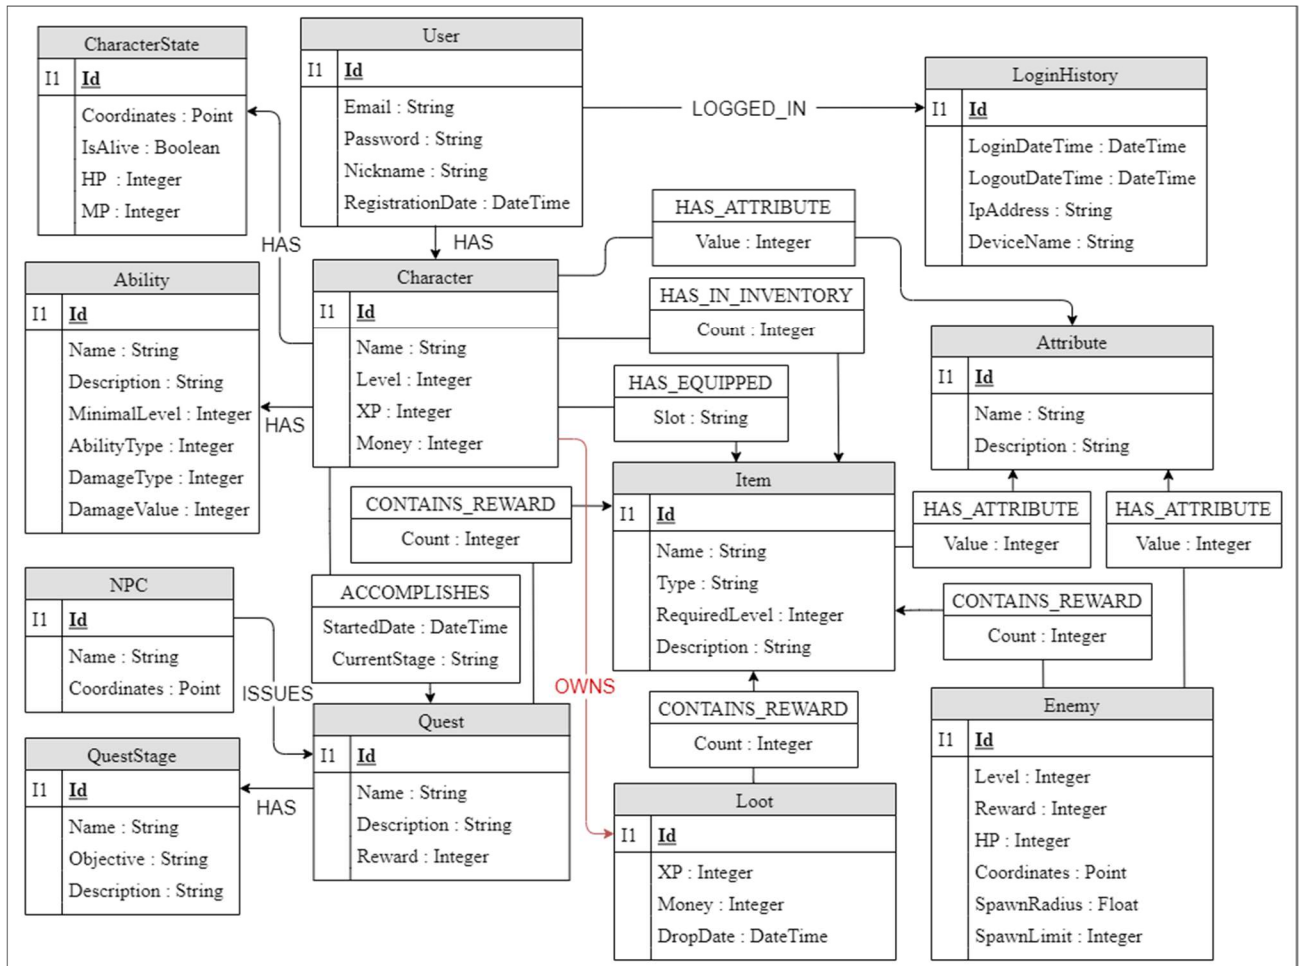 CharacterState
I1 Id
Coordinates : Point
IsAlive : Boolean
HP : Integer
MP : Integer
User
I1 Id
Email : String
Password : String
Nickname : String
RegistrationDate : DateTime
LOGGED_IN
LoginHistory
I1 Id
LoginDateTime : DateTime
LogoutDateTime : DateTime
IpAddress : String
DeviceName : String
HAS
HAS
HAS_ATTRIBUTE
Value : Integer
Ability
I1 Id
Name : String
Description : String
MinimalLevel : Integer
AbilityType : Integer
DamageType : Integer
DamageValue : Integer
HAS
Character
I1 Id
Name : String
Level : Integer
XP : Integer
Money : Integer
HAS_IN_INVENTORY
Count : Integer
HAS_EQUIPPED
Slot : String
Attribute
I1 Id
Name : String
Description : String
CONTAINS_REWARD
Count : Integer
Item
I1 Id
Name : String
Type : String
RequiredLevel : Integer
Description : String
HAS_ATTRIBUTE
Value : Integer
HAS_ATTRIBUTE
Value : Integer
NPC
I1 Id
Name : String
Coordinates : Point
ISSUES
ACCOMPLISHES
StartedDate : DateTime
CurrentStage : String
OWNS
CONTAINS_REWARD
Count : Integer
CONTAINS_REWARD
Count : Integer
QuestStage
I1 Id
Name : String
Objective : String
Description : String
HAS
Quest
I1 Id
Name : String
Description : String
Reward : Integer
Loot
I1 Id
XP : Integer
Money : Integer
DropDate : DateTime
Enemy
I1 Id
Level : Integer
Reward : Integer
HP : Integer
Coordinates : Point
SpawnRadius : Float
SpawnLimit : Integer